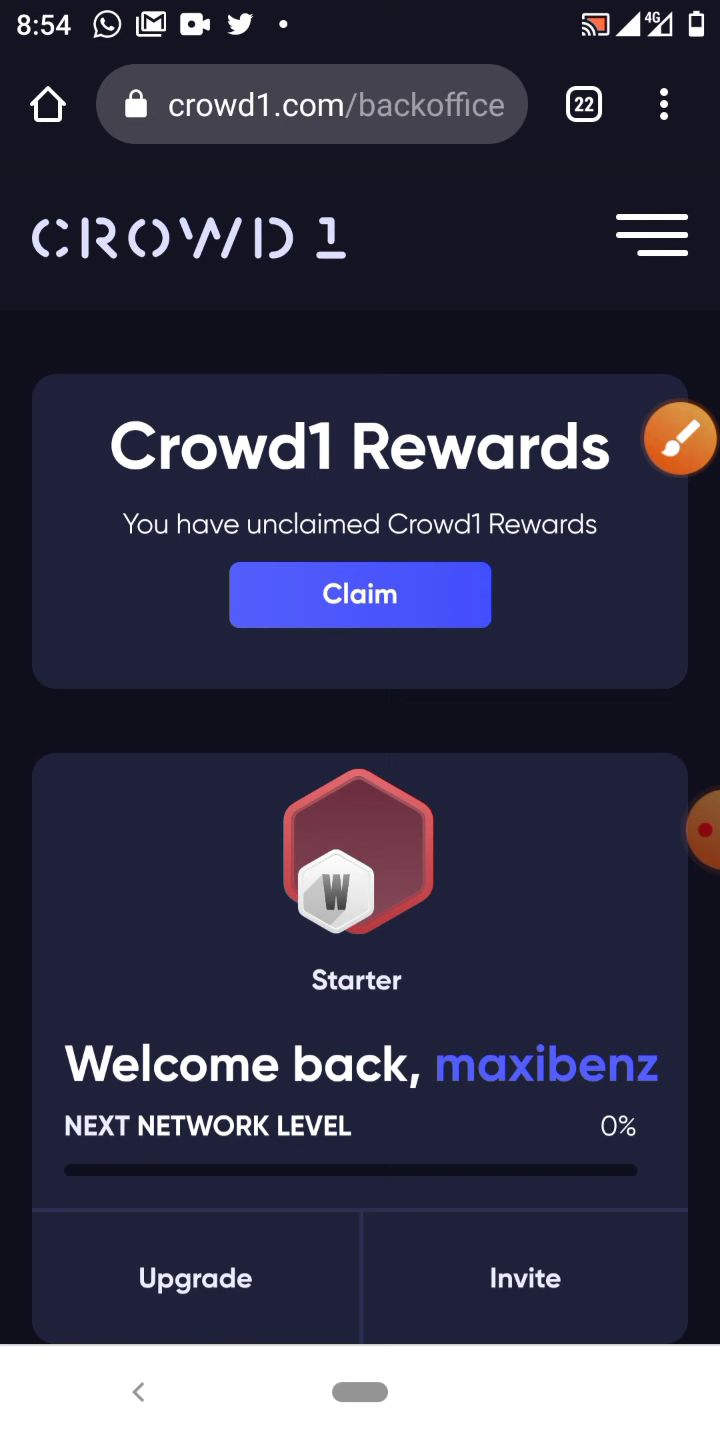 8:54
4G
crowd1.com/backoffice
22
CROWD 1
Crowd1 Rewards
You have unclaimed Crowd1 Rewards
Claim
W
Starter
Welcome back, maxibenz
NEXT NETWORK LEVEL 0%
Upgrade Invite